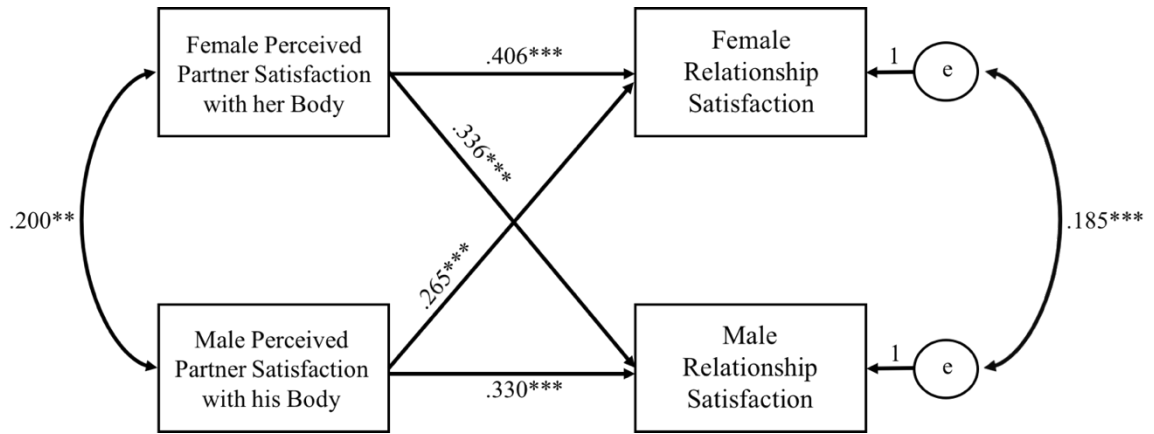 Female Perceived
Partner Satisfaction
with her Body
.406***
Female
Relationship
Satisfaction
1
e
.336***
.200**
.185***
.265***
Male Perceived
Partner Satisfaction
with his Body
.330***
Male
Relationship
Satisfaction
1
e